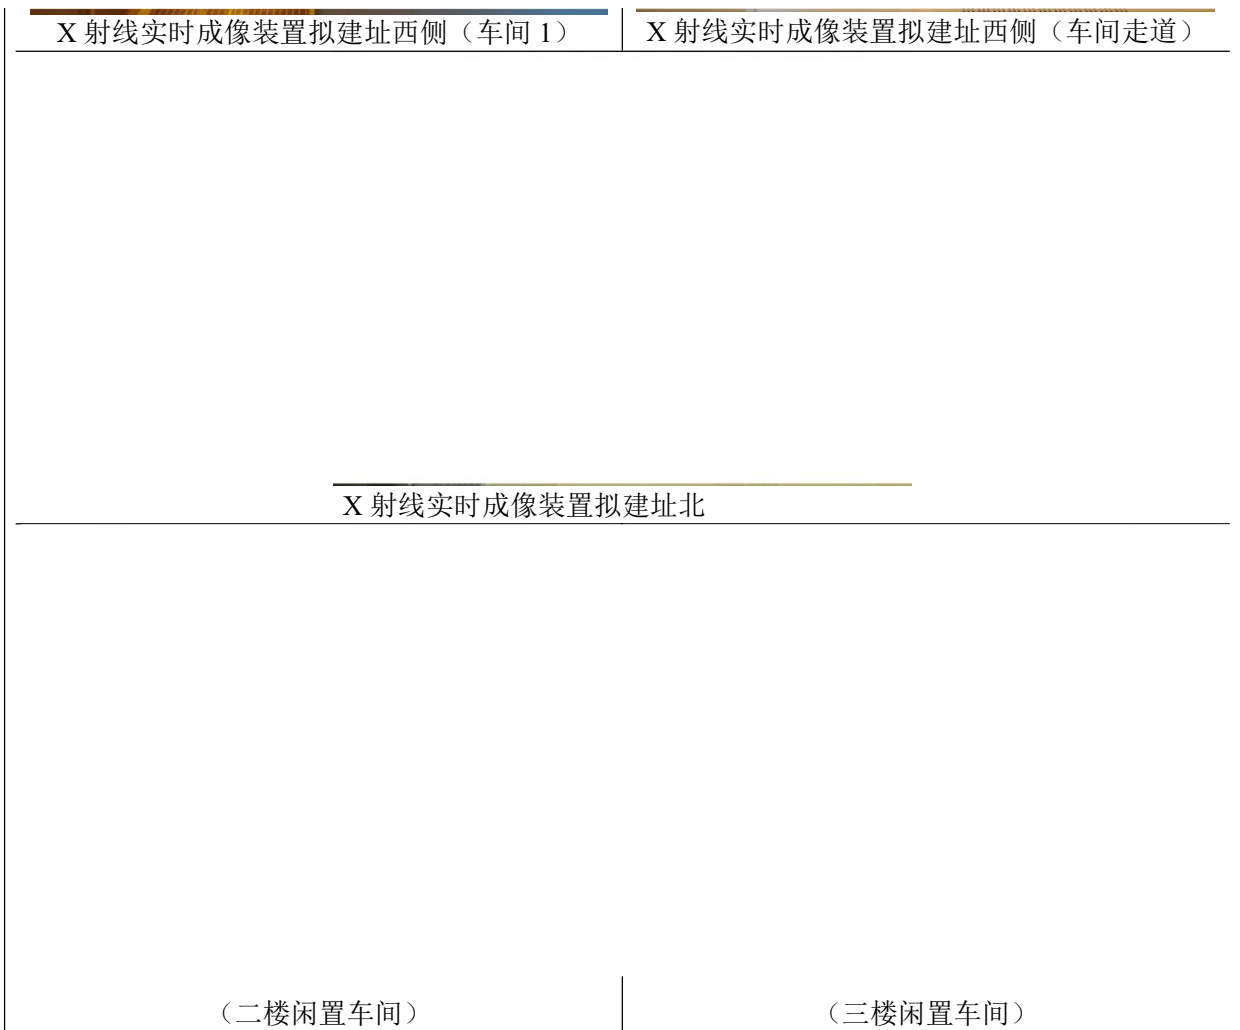 X 射线实时成像装置拟建址西侧（车间 1）
X 射线实时成像装置拟建址西侧（车间走道）
X 射线实时成像装置拟建址北
（二楼闲置车间）
（三楼闲置车间）